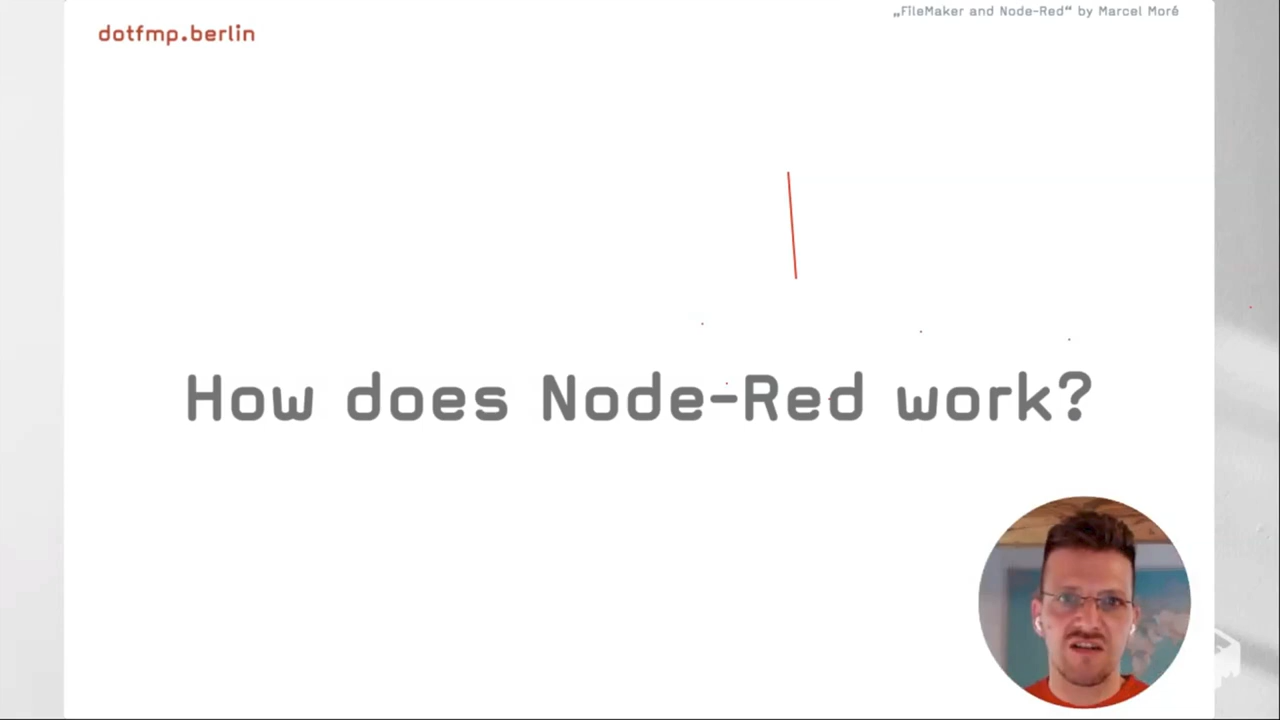 dotfmp.berlin
„FileMaker and Node-Red“ by Marcel Moré
How does Node-Red work?